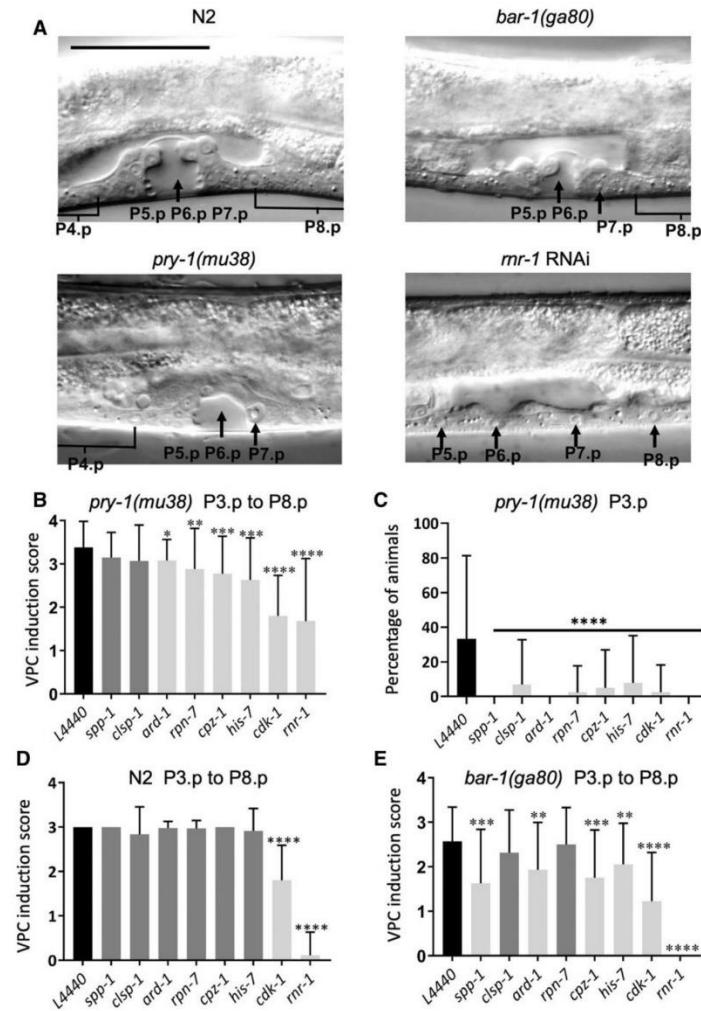 A
N2
bar-1(ga80)
P4.p P5.p P6.p P7.p P8.p
P5.p P6.p P7.p P8.p
pry-1(mu38)
rnr-1 RNAi
P4.p P5.p P6.p P7.p
P5.p P6.p P7.p P8.p
B pry-1(mu38) P3.p to P8.p
VPC induction score
4
3
2
1
0
* ** *** *** **** ****
L4440 spp-1 clsp-1 ard-1 rpn-7 cpz-1 his-7 cdk-1 rnr-1
C pry-1(mu38) P3.p
Percentage of animals
100
80
60
40
20
0
****
L4440 spp-1 clsp-1 ard-1 rpn-7 cpz-1 his-7 cdk-1 rnr-1
D N2 P3.p to P8.p
VPC induction score
4
3
2
1
0
**** ****
L4440 spp-1 clsp-1 ard-1 rpn-7 cpz-1 his-7 cdk-1 rnr-1
E bar-1(ga80) P3.p to P8.p
VPC induction score
4
3
2
1
0
*** ** *** ** **** ****
L4440 spp-1 clsp-1 ard-1 rpn-7 cpz-1 his-7 cdk-1 rnr-1